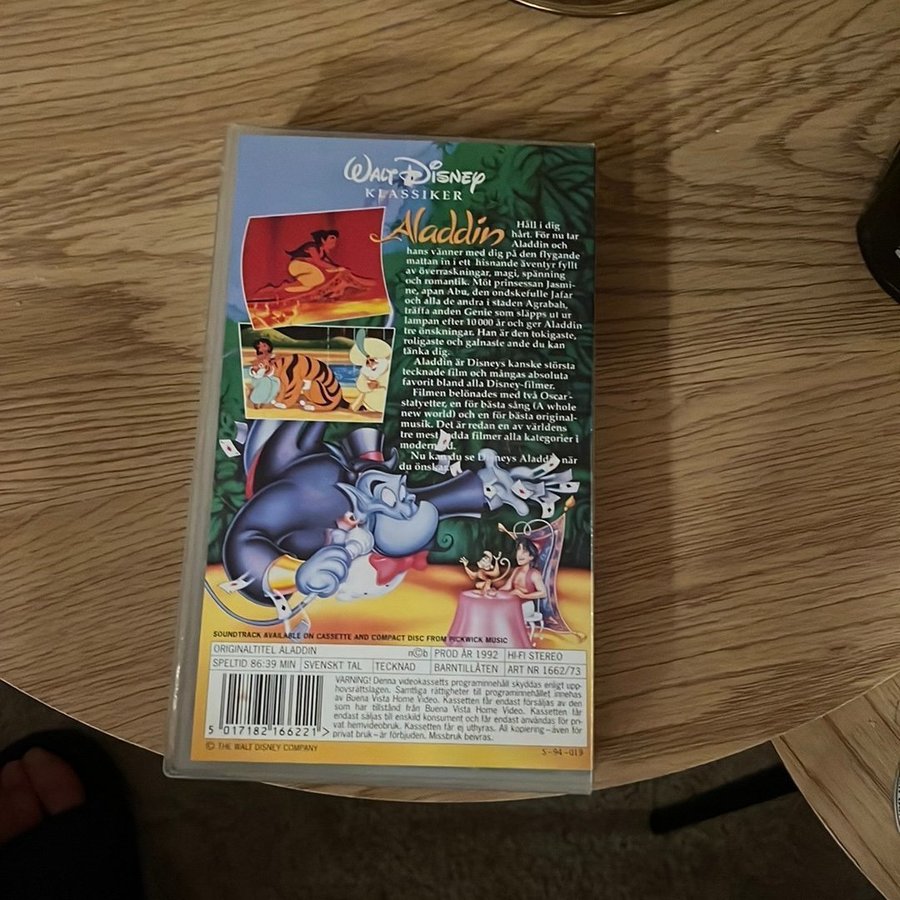 WALT DISNEY
KLASSIKER
Aladdin
Håll i dig
hårt. För nu tar
Aladdin och
hans vänner med dig på den flygande
mattan in i ett hisnande äventyr fyllt
av överraskningar, magi, spänning
och romantik. Möt prinsessan Jasmi-
ne, apan Abu, den ondskefulle Jafar
och alla de andra i staden Agrabah,
träffa anden Genie som släpps ut ur
lampan efter 10 000 år och ger Aladdin
tre önskningar. Han är den tokigaste,
roligaste och galnaste ande du kan
tänka dig.
Aladdin är Disneys kanske största
tecknade film och mångas absoluta
favorit bland alla Disney-filmer.
Filmen belönades med två Oscar-
statyetter, en för bästa sång (A whole
new world) och en för bästa original-
musik. Det är redan en av världens
tre mest sedda filmer alla kategorier i
modern tid.
Nu kan du se Disneys Aladdin när
du önskar.
SOUNDTRACK AVAILABLE ON CASSETTE AND COMPACT DISC FROM PICKWICK MUSIC
ORIGINALTITEL ALADDIN n©b PROD ÅR 1992 HI-FI STEREO
SPELTID 86:39 MIN SVENSKT TAL TECKNAD BARNTILLÅTEN ART NR 1662/73
VARNING! Denna videokassetts programinnehåll skyddas enligt upp-
hovsrättslagen. Samtliga rättigheter till programinnehållet innehas
av Buena Vista Home Video. Kassetten får endast försäljas av den
som har tillstånd från Buena Vista Home Video. Kassetten får
endast säljas till enskild konsument och får endast användas för pri-
vat hemvideobruk. Kassetten får ej uthyras. All kopiering – även för
privat bruk – är förbjuden. Missbruk beivras.
5 017182 166221 >
© THE WALT DISNEY COMPANY
S-94-019